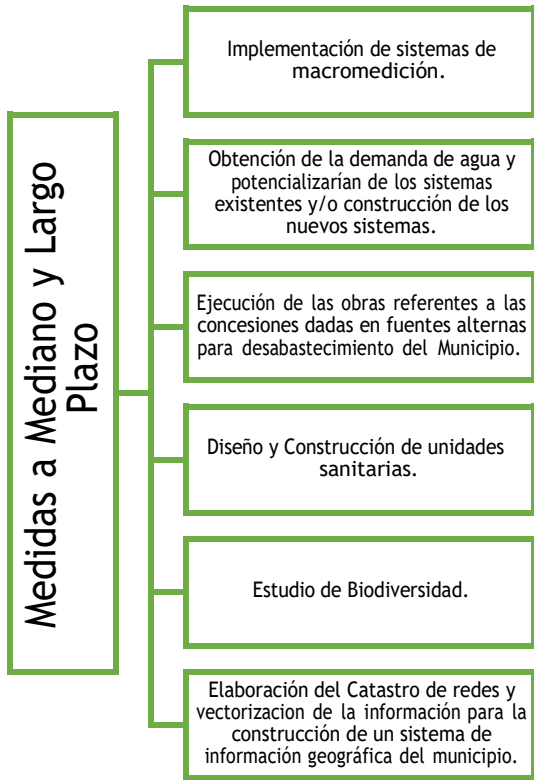 Medidas a Mediano y Largo
Plazo
Implementación de sistemas de
macromedición.
Obtención de la demanda de agua y
potencializarían de los sistemas
existentes y/o construcción de los
nuevos sistemas.
Ejecución de las obras referentes a las
concesiones dadas en fuentes alternas
para desabastecimiento del Municipio.
Diseño y Construcción de unidades
sanitarias.
Estudio de Biodiversidad.
Elaboración del Catastro de redes y
vectorizacion de la información para la
construcción de un sistema de
información geográfica del municipio.